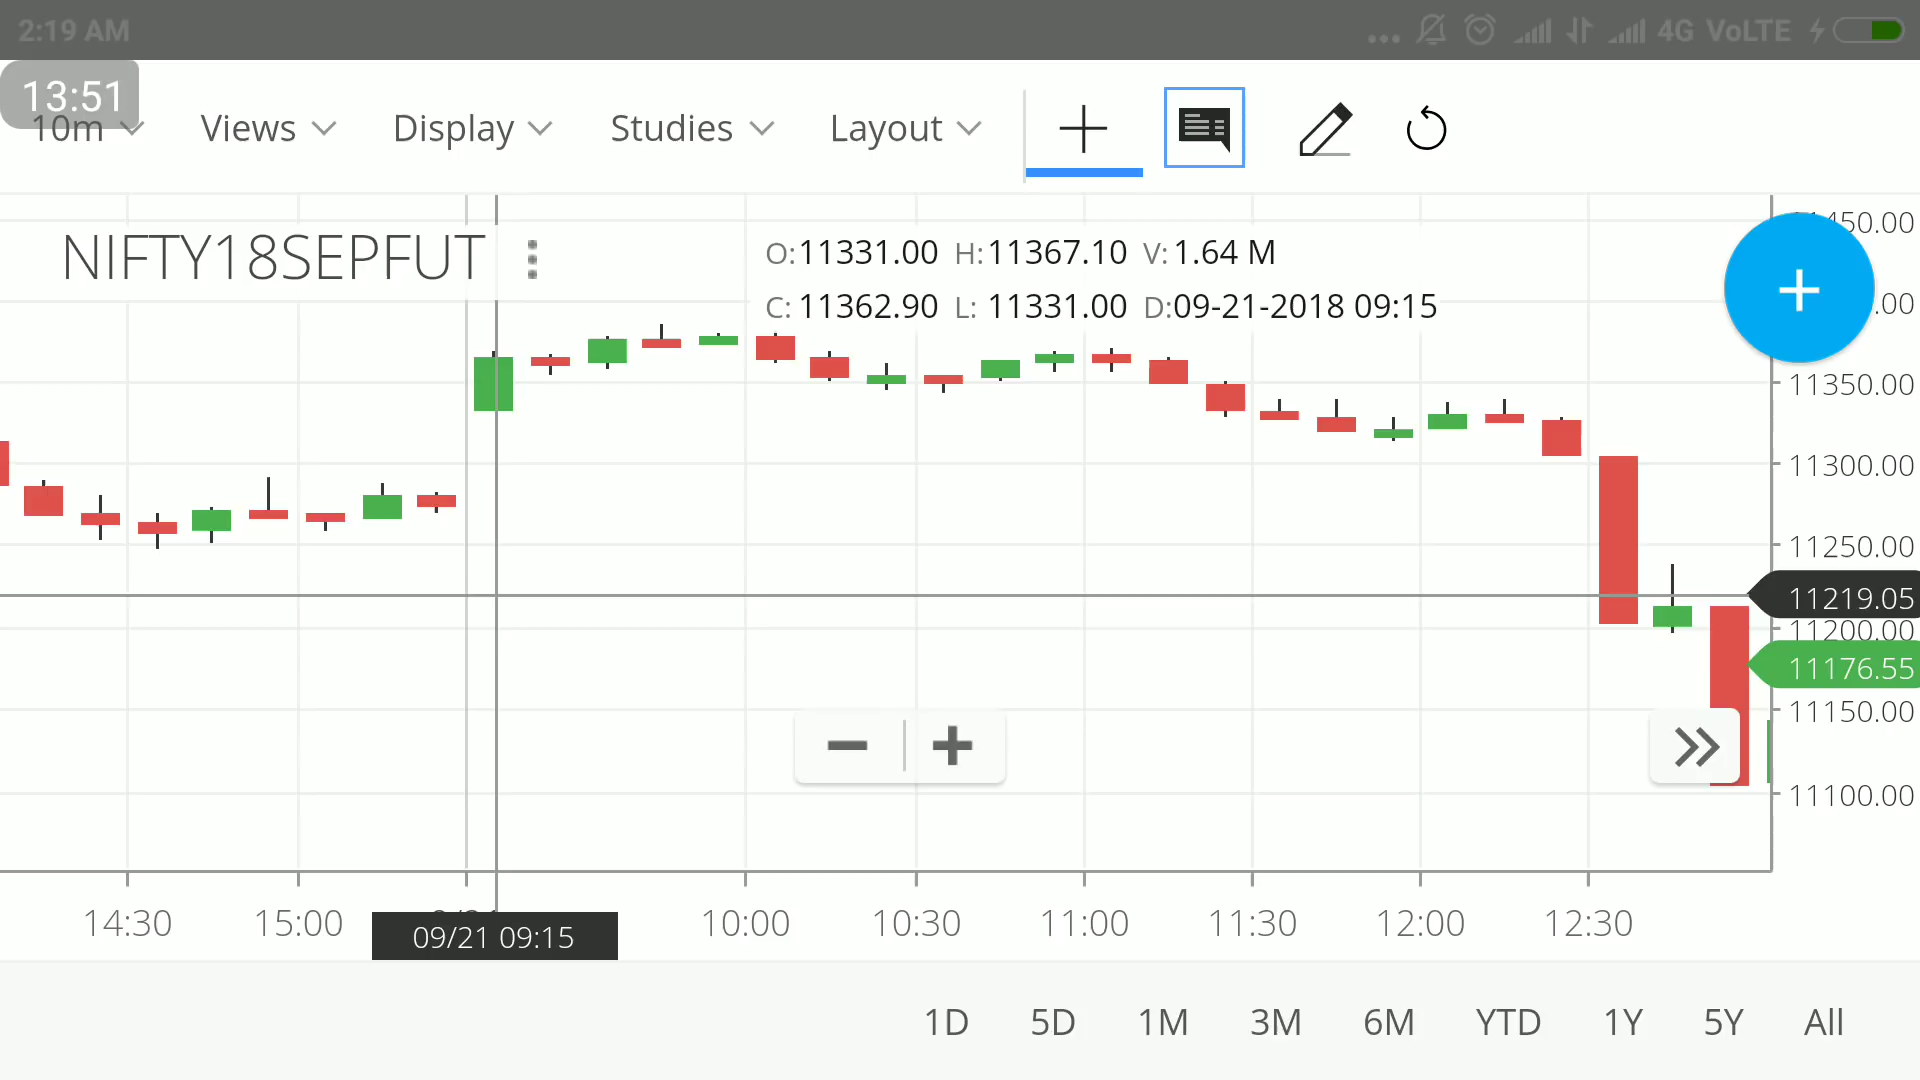 2:19 AM
4G VoLTE
13:51
10m Views Display Studies Layout
NIFTY18SEPFUT
O:11331.00 H:11367.10 V:1.64 M
C:11362.90 L:11331.00 D:09-21-2018 09:15
11350.00
11300.00
11250.00
11219.05
11200.00
11176.55
11150.00
11100.00
14:30 15:00 10:00 10:30 11:00 11:30 12:00 12:30
09/21 09:15
1D 5D 1M 3M 6M YTD 1Y 5Y All